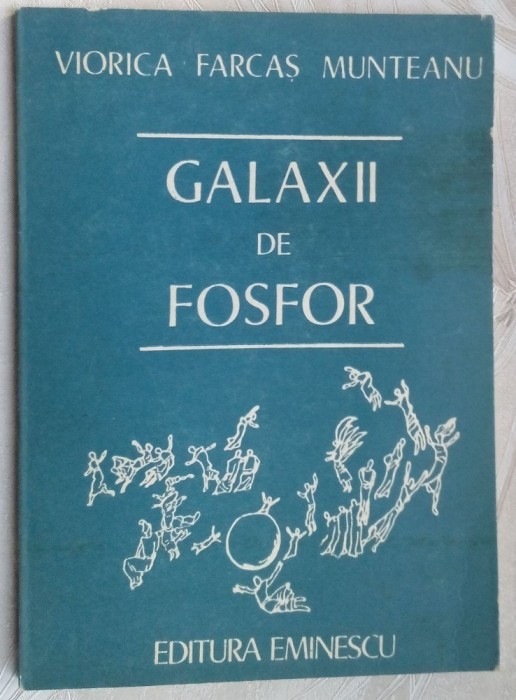 VIORICA FARCAȘ MUNTEANU
GALAXII
DE
FOSFOR
EDITURA EMINESCU